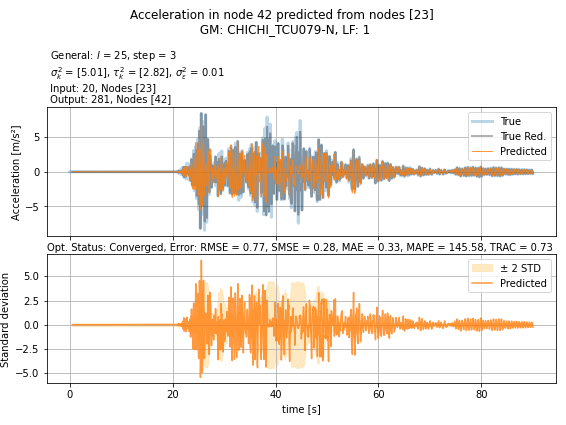 Acceleration in node 42 predicted from nodes [23]
GM: CHICHI_TCU079-N, LF: 1
General: l = 25, step = 3
σ²ₖ = [5.01], τ²ₖ = [2.82], σ²ε = 0.01
Input: 20, Nodes [23]
Output: 281, Nodes [42]
True
True Red.
Predicted
Acceleration [m/s²]
5
0
−5
Opt. Status: Converged, Error: RMSE = 0.77, SMSE = 0.28, MAE = 0.33, MAPE = 145.58, TRAC = 0.73
± 2 STD
Predicted
Standard deviation
5.0
2.5
0.0
−2.5
−5.0
0 20 40 60 80
time [s]